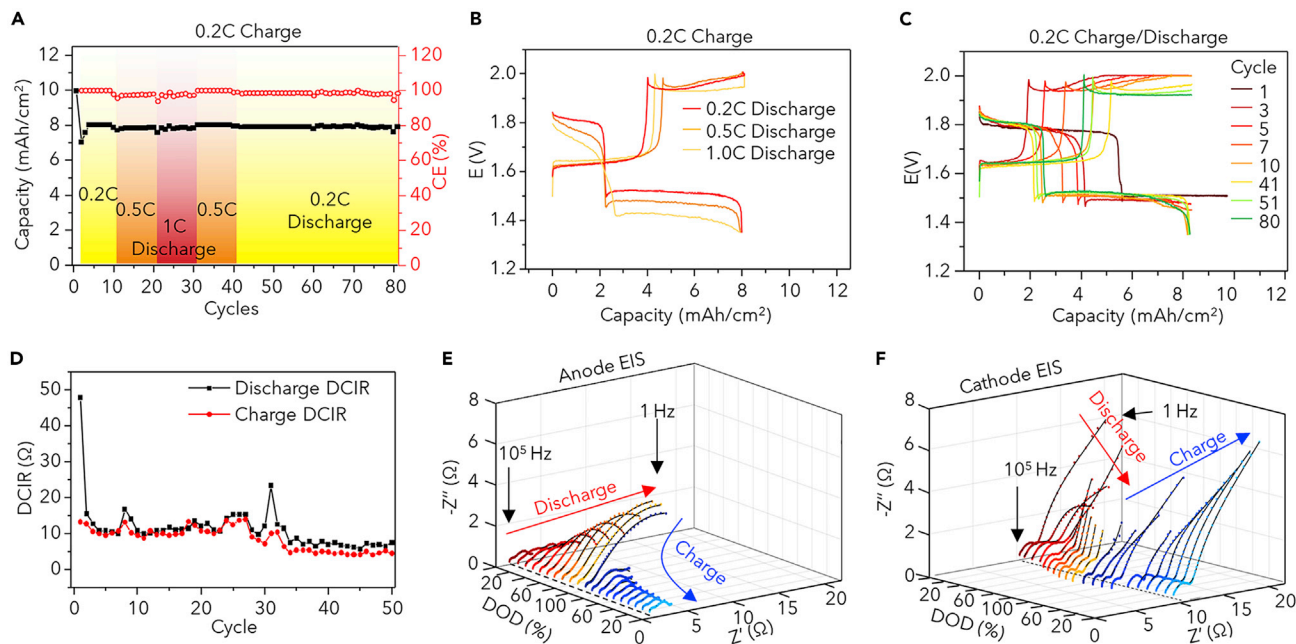 A
0.2C Charge
Capacity (mAh/cm²)
12
10
8
6
4
2
0
120
100
80
60
40
20
0
CE (%)
0.2C
0.5C
1C
0.5C
Discharge
0.2C
Discharge
0 10 20 30 40 50 60 70 80
Cycles
B
0.2C Charge
E (V)
2.0
1.8
1.6
1.4
1.2
0.2C Discharge
0.5C Discharge
1.0C Discharge
0 2 4 6 8 10 12
Capacity (mAh/cm²)
C
0.2C Charge/Discharge
E(V)
2.0
1.8
1.6
1.4
1.2
Cycle
1
3
5
7
10
41
51
80
0 2 4 6 8 10 12
Capacity (mAh/cm²)
D
DCIR (Ω)
50
40
30
20
10
0
Discharge DCIR
Charge DCIR
0 10 20 30 40 50
Cycle
E
Anode EIS
-Z″ (Ω)
8
6
4
2
0
10⁵ Hz
1 Hz
Discharge
Charge
20 60 100 60 20
DOD (%)
0 5 10 15 20
Z′ (Ω)
F
Cathode EIS
-Z″ (Ω)
8
6
4
2
0
10⁵ Hz
1 Hz
Discharge
Charge
20 60 100 60 20
DOD (%)
0 5 10 15 20
Z′ (Ω)